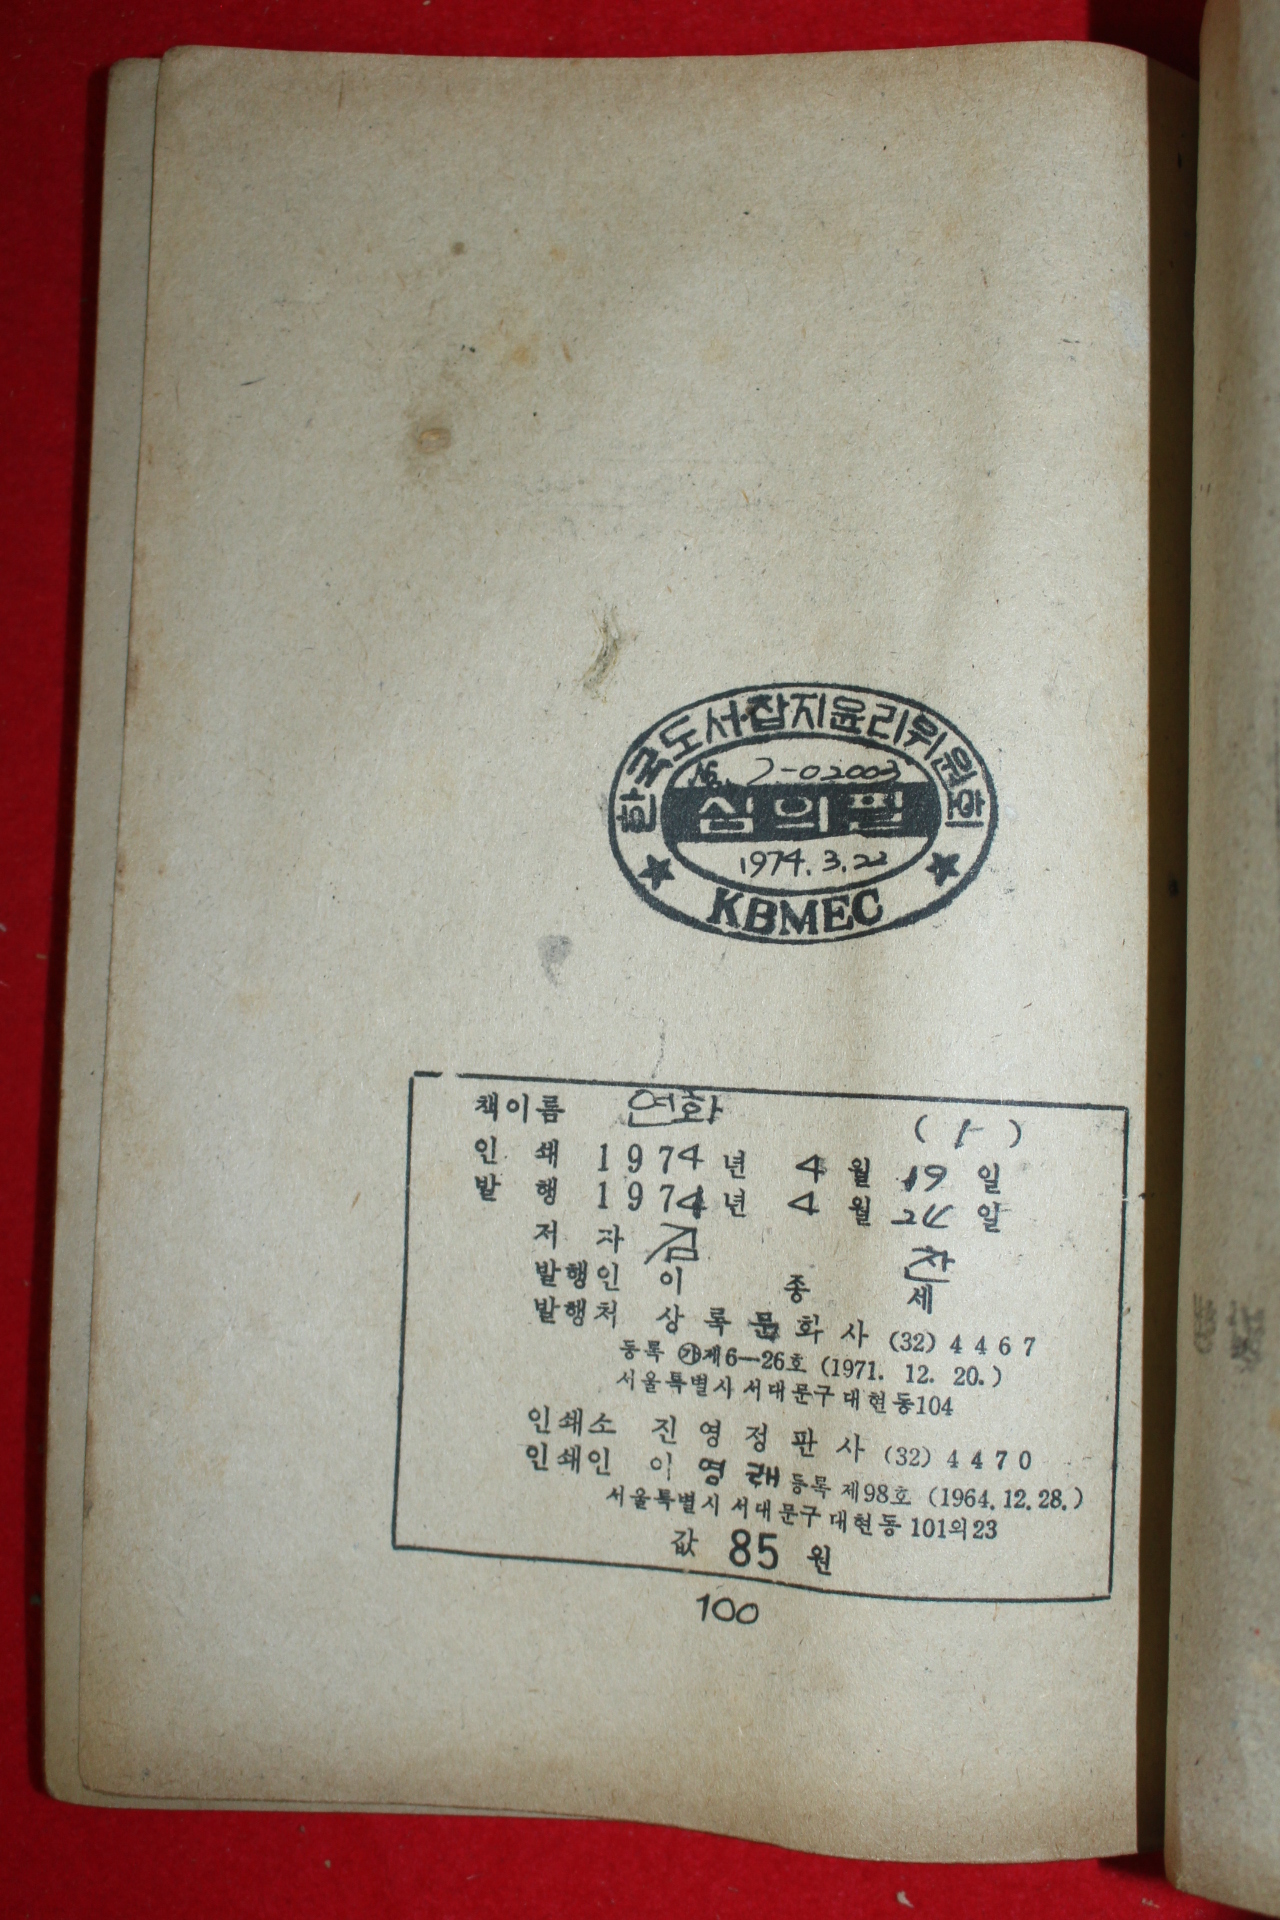 한국도서잡지윤리위원회
№. 7-02003
심의필
1974. 3. 22
KBMEC
책이름 연화
인쇄 1974년 4월 19일
발행 1974년 4월 24일
저자 김 찬
발행인 이종세
발행처 상록문화사 (32) 4467
등록 ㉮제6—26호 (1971. 12. 20.)
서울특별시 서대문구 대현동104
인쇄소 진영정판사 (32) 4470
인쇄인 이영래 등록 제98호 (1964. 12. 28.)
서울특별시 서대문구 대현동 101의23
값 85 원
100